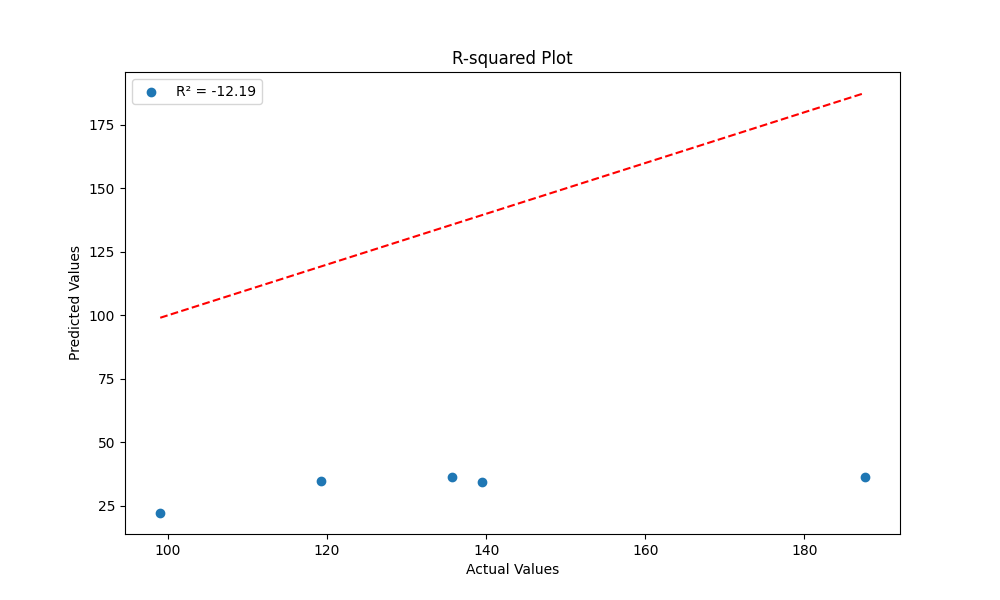 R-squared Plot
R² = -12.19
175
150
125
100
75
50
25
Predicted Values
100 120 140 160 180
Actual Values